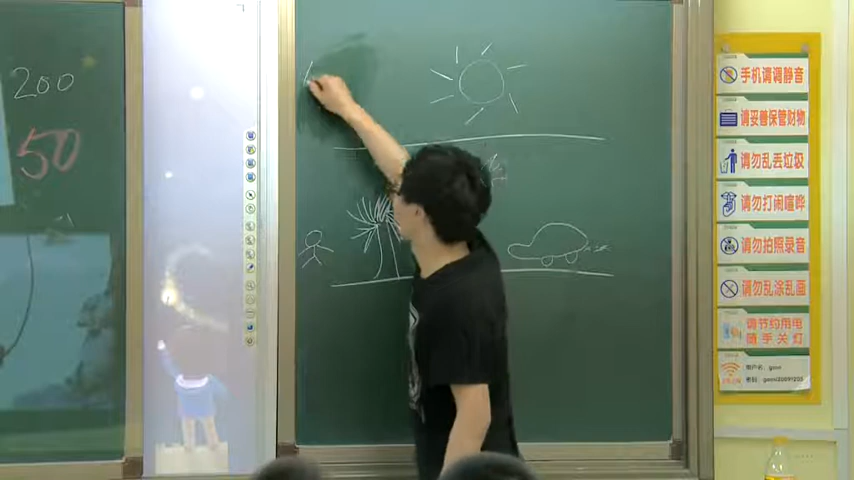 200
50
手机请调静音
请妥善保管财物
请勿乱丢垃圾
请勿打闹喧哗
请勿拍照录音
请勿乱涂乱画
请节约用电
随手关灯